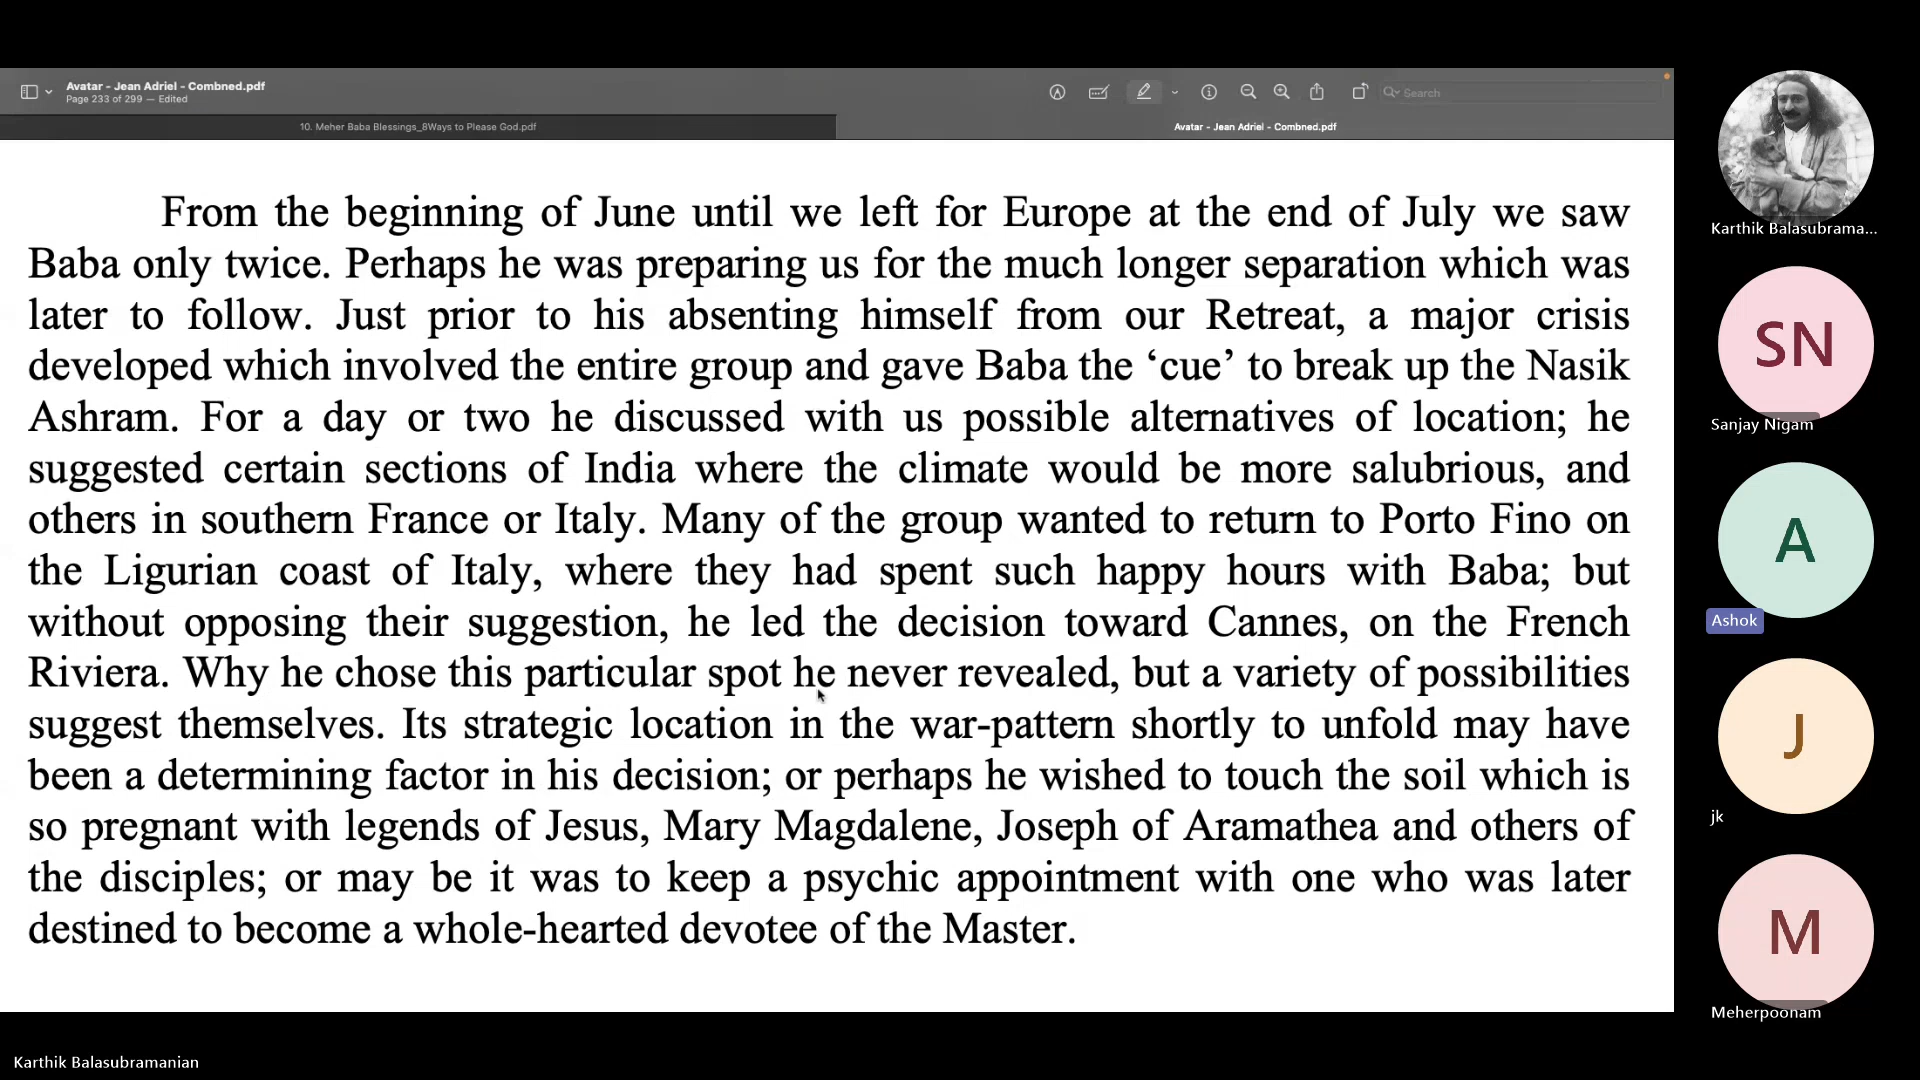 Avatar - Jean Adriel - Combned.pdf
Page 233 of 299 — Edited
Search
10. Meher Baba Blessings_8Ways to Please God.pdf
Avatar - Jean Adriel - Combned.pdf
From the beginning of June until we left for Europe at the end of July we saw
Baba only twice. Perhaps he was preparing us for the much longer separation which was
later to follow. Just prior to his absenting himself from our Retreat, a major crisis
developed which involved the entire group and gave Baba the ‘cue’ to break up the Nasik
Ashram. For a day or two he discussed with us possible alternatives of location; he
suggested certain sections of India where the climate would be more salubrious, and
others in southern France or Italy. Many of the group wanted to return to Porto Fino on
the Ligurian coast of Italy, where they had spent such happy hours with Baba; but
without opposing their suggestion, he led the decision toward Cannes, on the French
Riviera. Why he chose this particular spot he never revealed, but a variety of possibilities
suggest themselves. Its strategic location in the war-pattern shortly to unfold may have
been a determining factor in his decision; or perhaps he wished to touch the soil which is
so pregnant with legends of Jesus, Mary Magdalene, Joseph of Aramathea and others of
the disciples; or may be it was to keep a psychic appointment with one who was later
destined to become a whole-hearted devotee of the Master.
Karthik Balasubrama...
SN
Sanjay Nigam
A
Ashok
J
jk
M
Meherpoonam
Karthik Balasubramanian